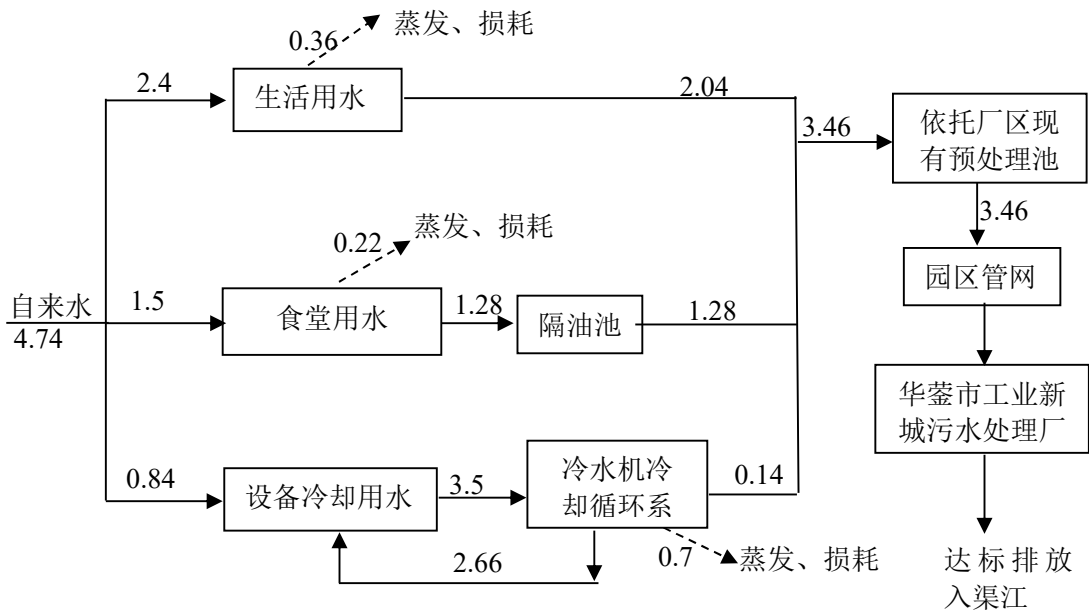 蒸发、损耗
0.36
2.4
生活用水
2.04
3.46
依托厂区现
有预处理池
3.46
蒸发、损耗
0.22
园区管网
自来水
4.74
1.5
食堂用水
1.28
隔油池
1.28
华蓥市工业新
城污水处理厂
0.84
设备冷却用水
3.5
冷水机冷
却循环系
0.14
2.66
0.7
蒸发、损耗
达标排放
入渠江